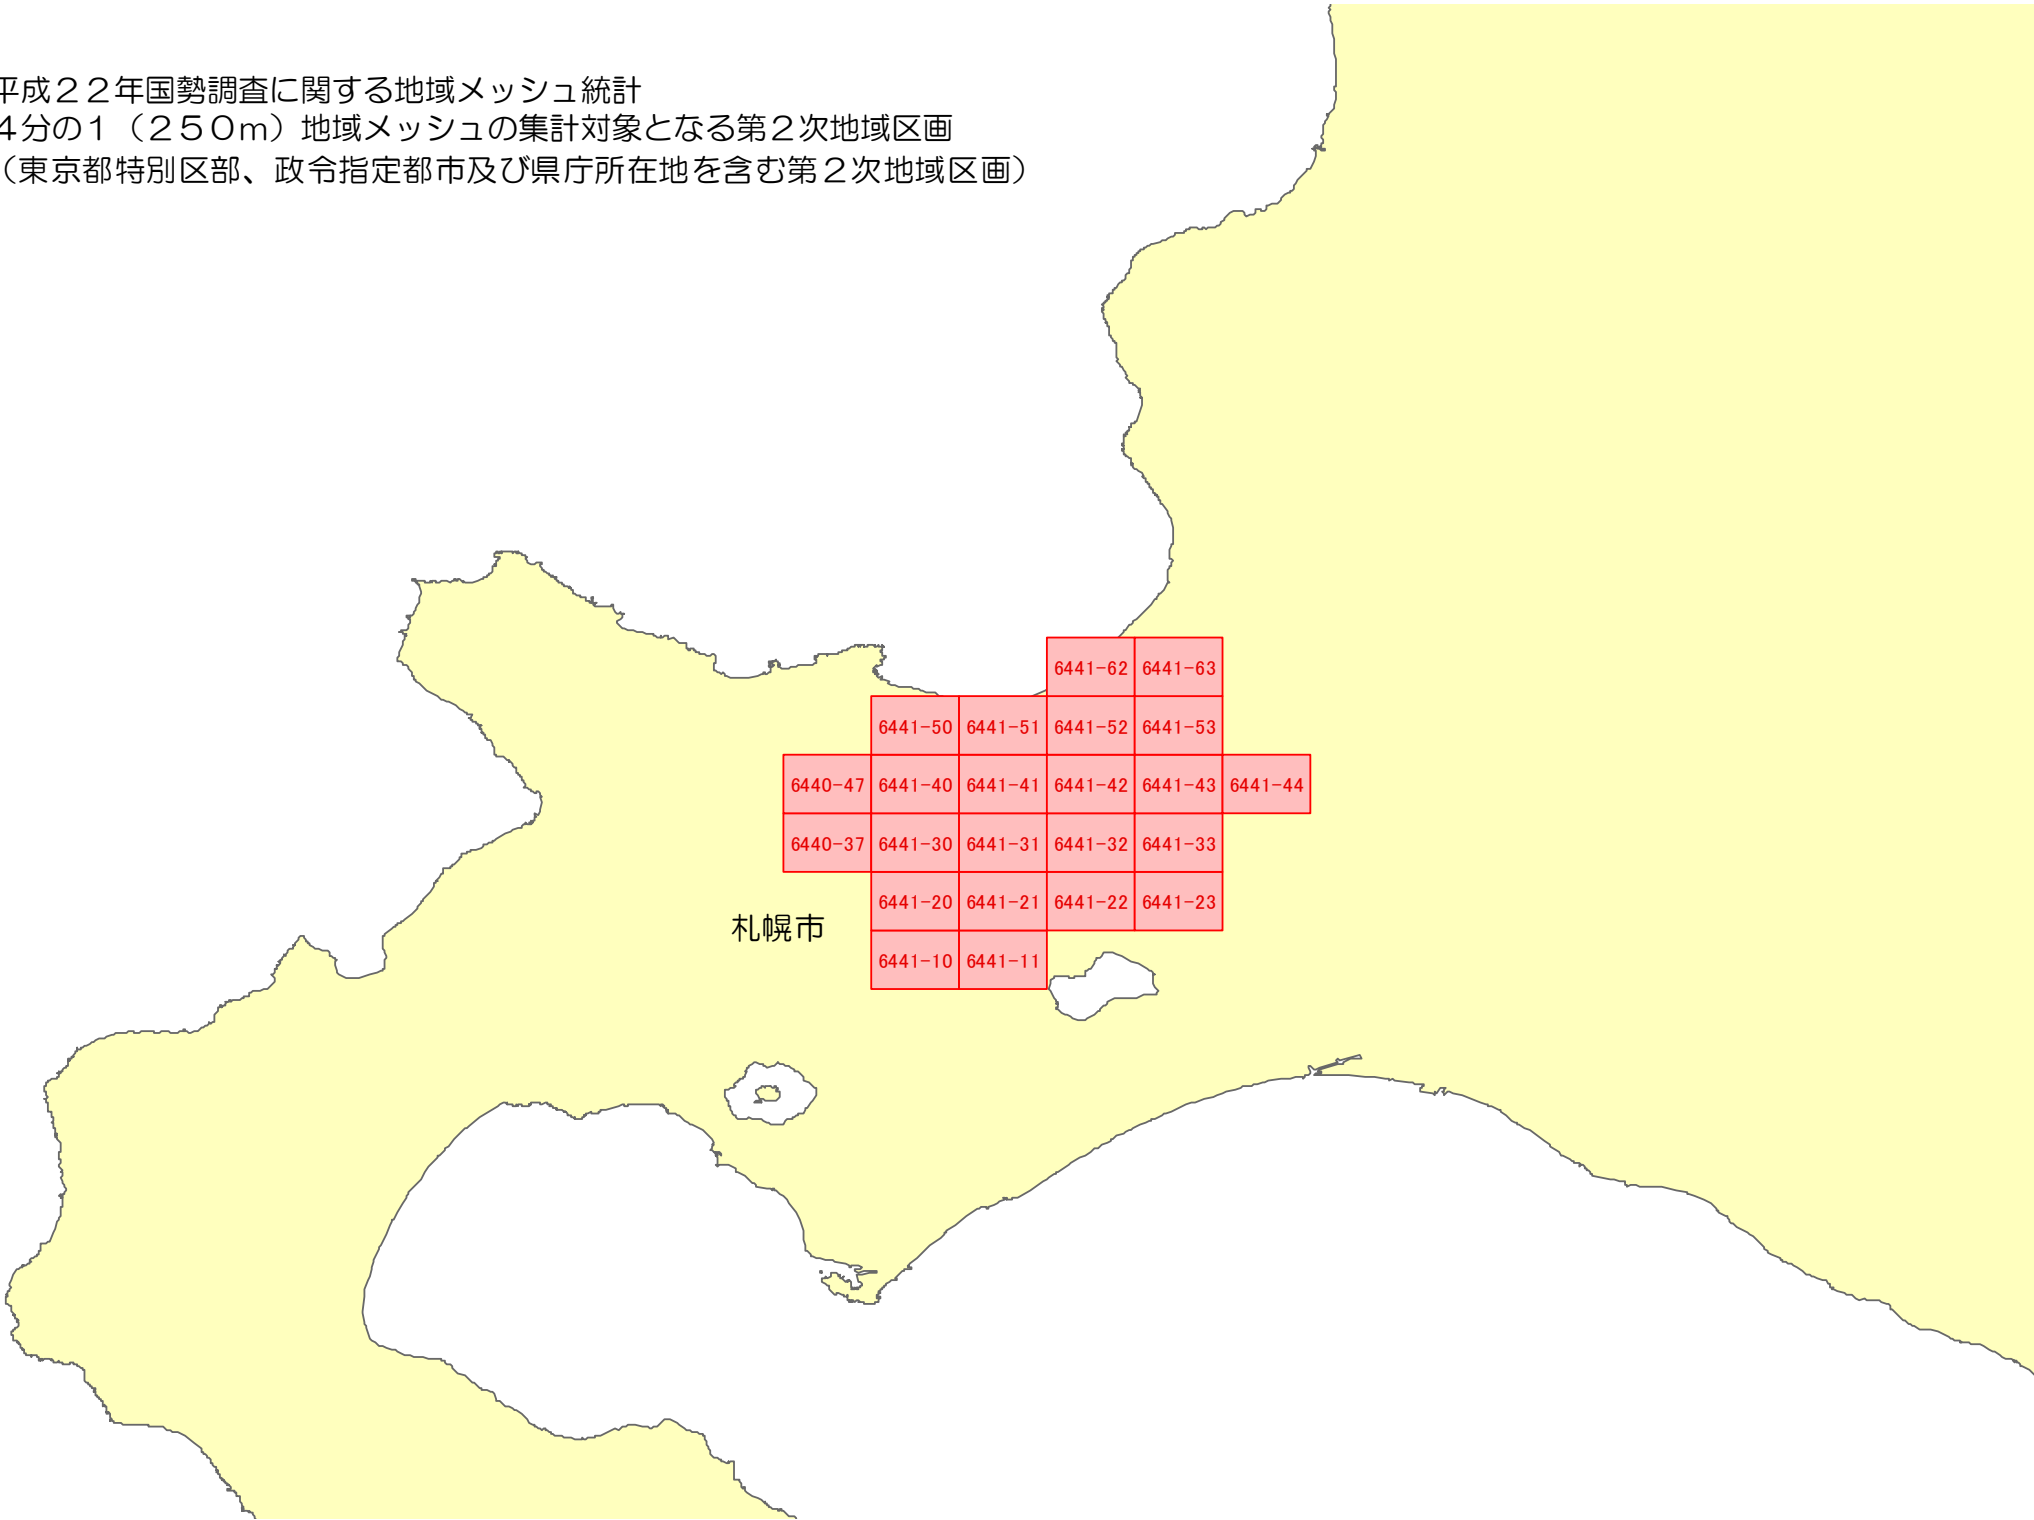 平成２２年国勢調査に関する地域メッシュ統計
４分の１（２５０ｍ）地域メッシュの集計対象となる第２次地域区画
（東京都特別区部、政令指定都市及び県庁所在地を含む第２次地域区画）
6441-62 6441-63
6441-50 6441-51 6441-52 6441-53
6440-47 6441-40 6441-41 6441-42 6441-43 6441-44
6440-37 6441-30 6441-31 6441-32 6441-33
6441-20 6441-21 6441-22 6441-23
札幌市
6441-10 6441-11